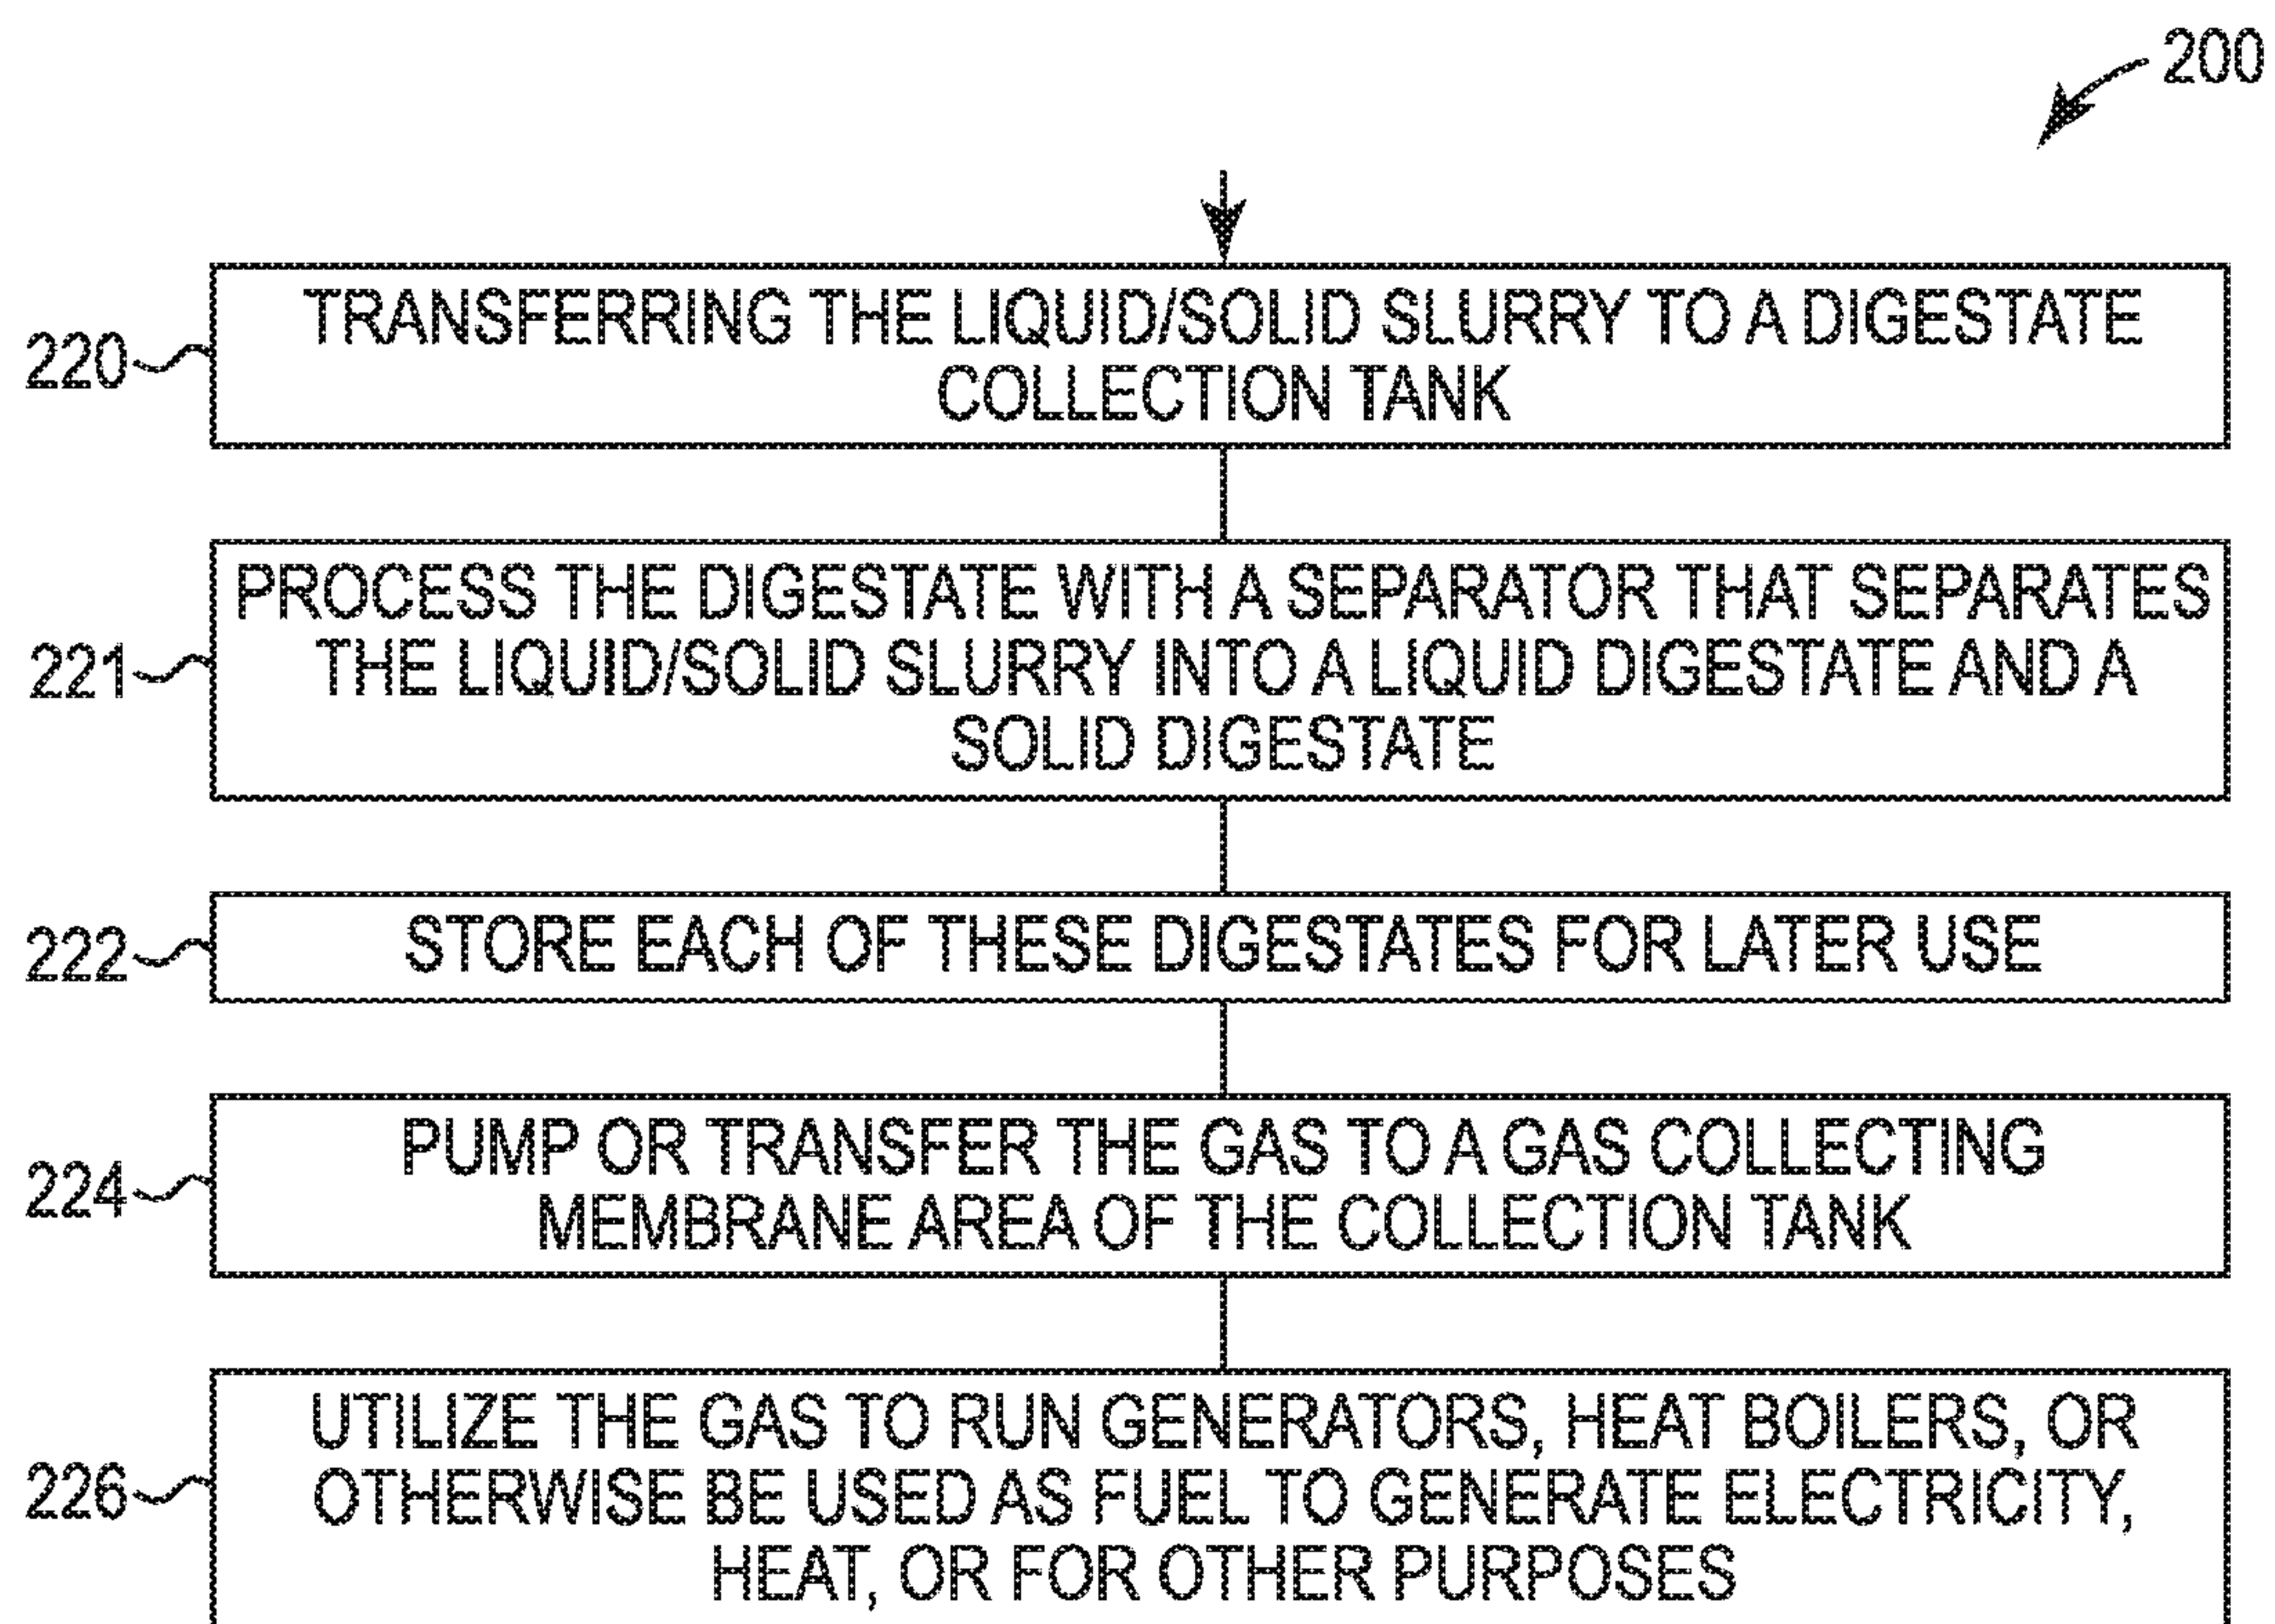 200
220
TRANSFERRING THE LIQUID/SOLID SLURRY TO A DIGESTATE
COLLECTION TANK
221
PROCESS THE DIGESTATE WITH A SEPARATOR THAT SEPARATES
THE LIQUID/SOLID SLURRY INTO A LIQUID DIGESTATE AND A
SOLID DIGESTATE
222
STORE EACH OF THESE DIGESTATES FOR LATER USE
224
PUMP OR TRANSFER THE GAS TO A GAS COLLECTING
MEMBRANE AREA OF THE COLLECTION TANK
226
UTILIZE THE GAS TO RUN GENERATORS, HEAT BOILERS, OR
OTHERWISE BE USED AS FUEL TO GENERATE ELECTRICITY,
HEAT, OR FOR OTHER PURPOSES